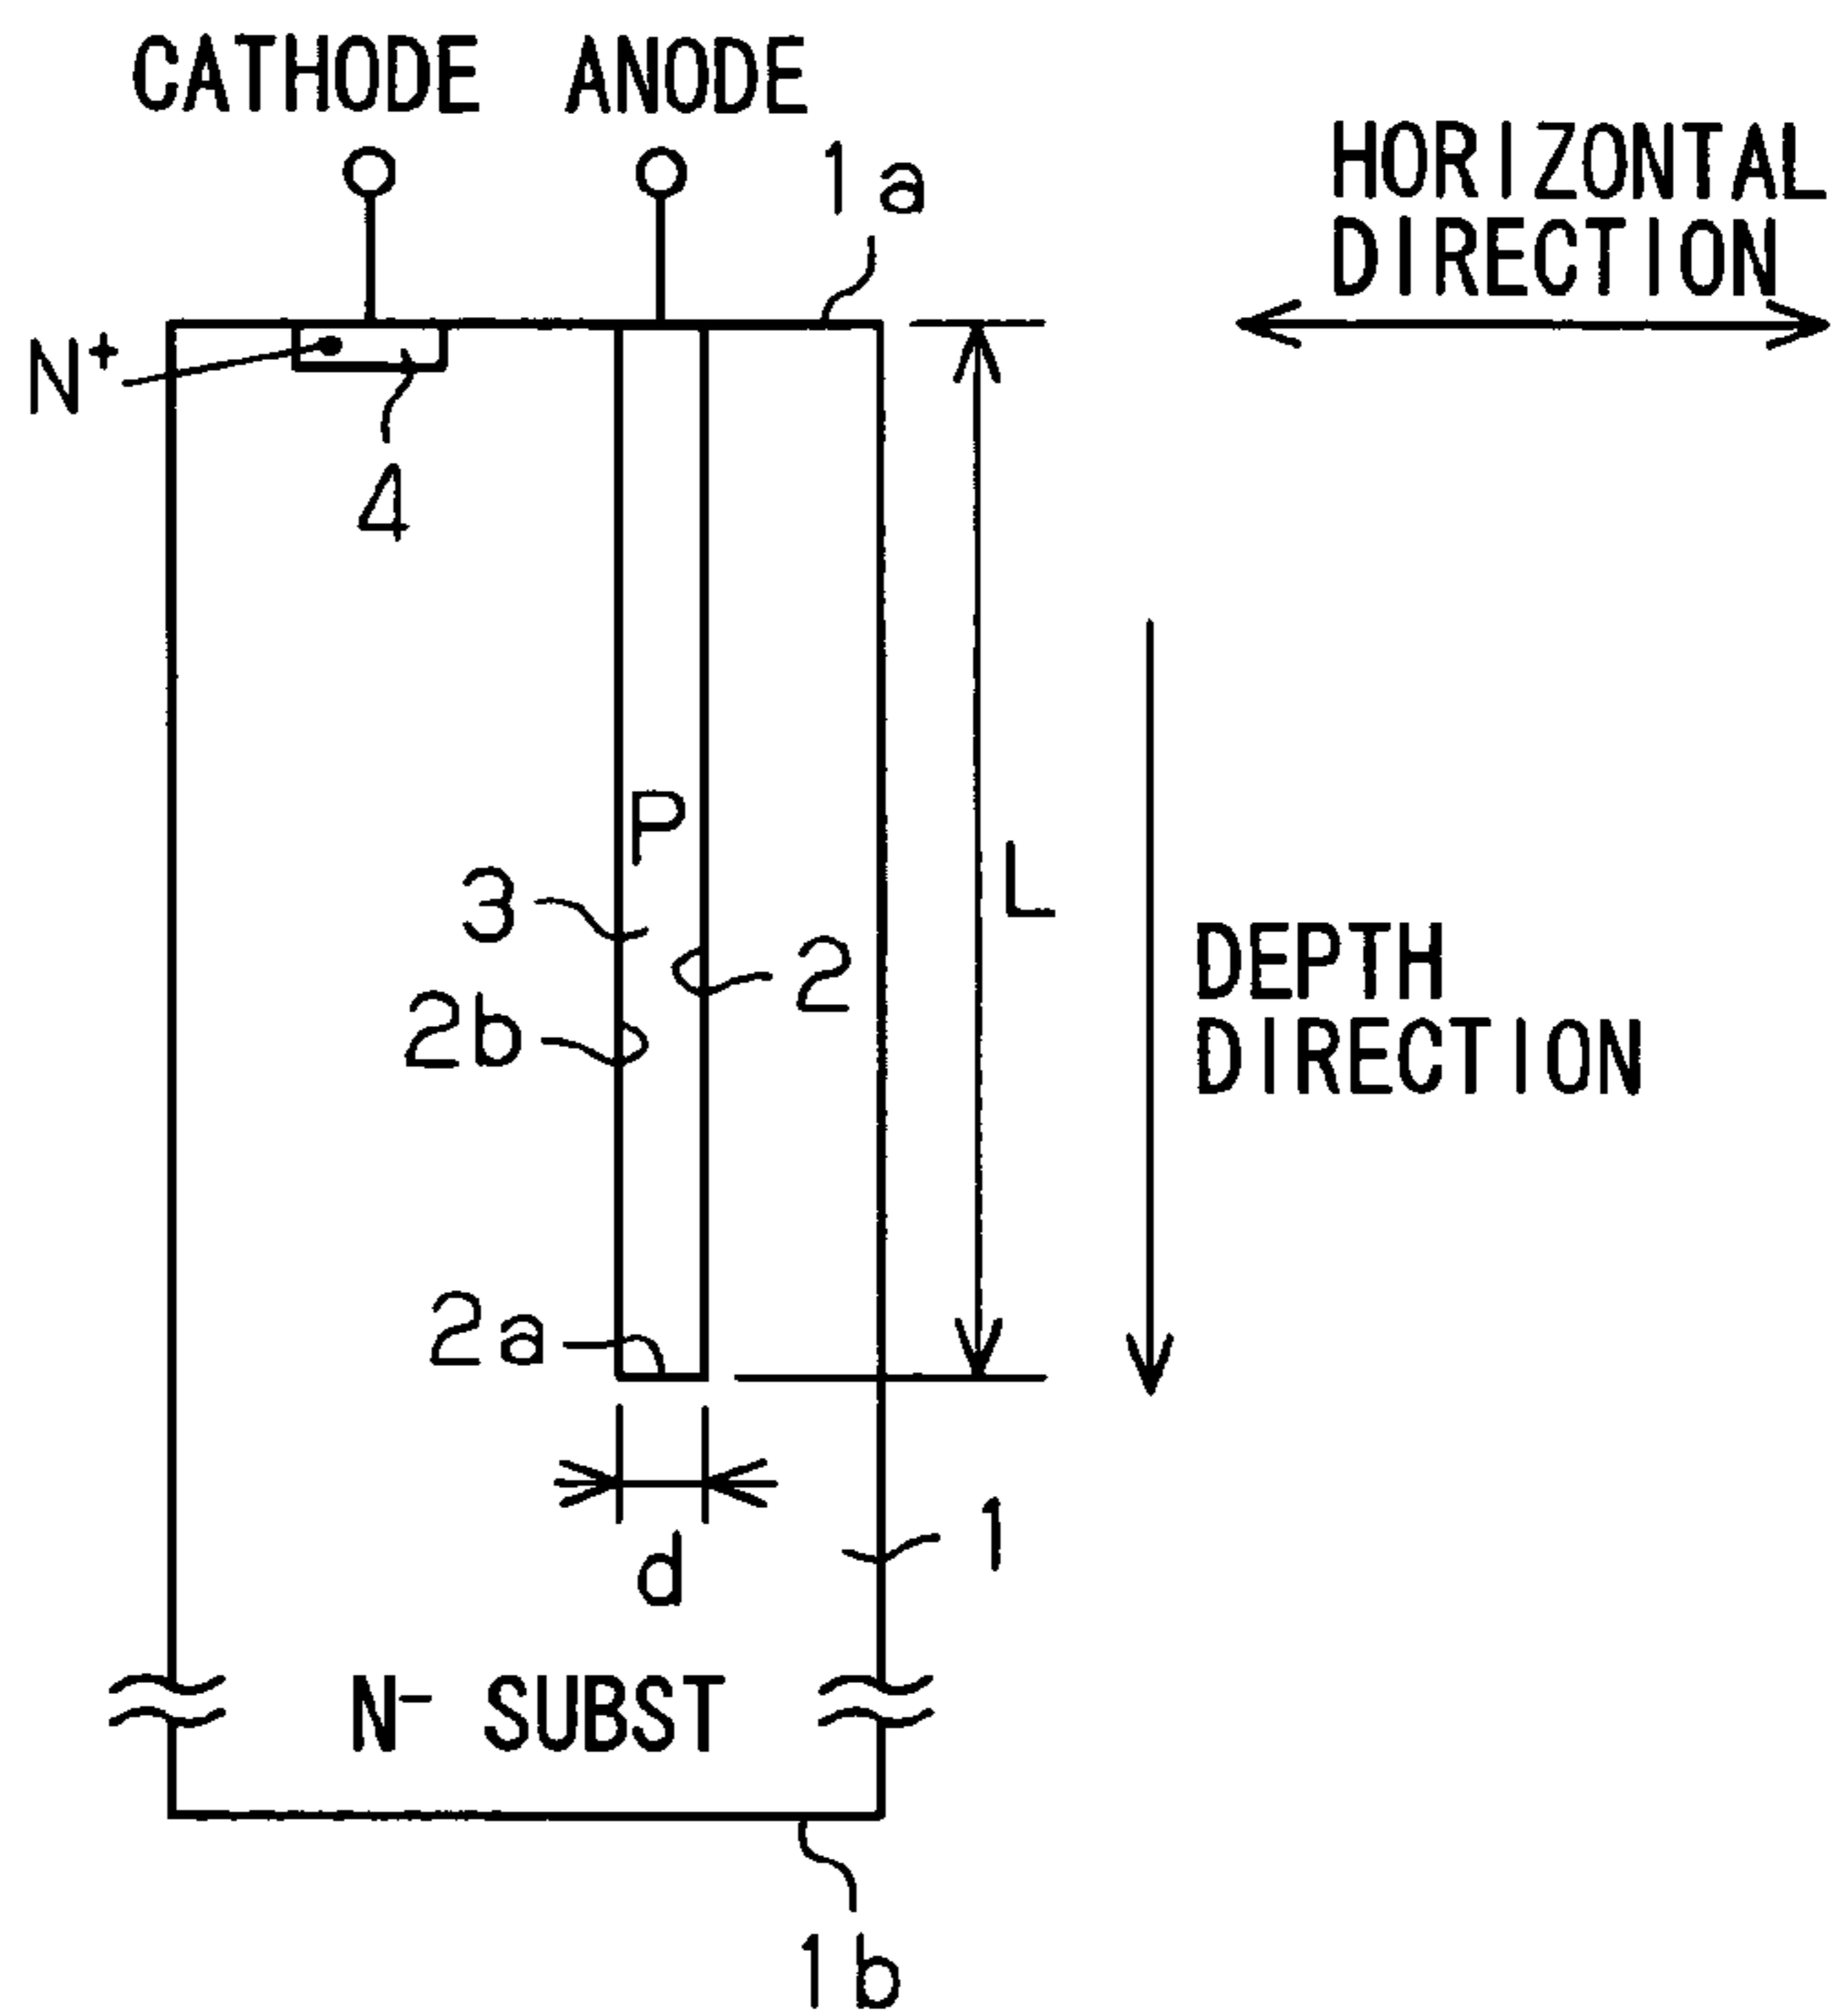 CATHODE ANODE
1a
HORIZONTAL
DIRECTION
N+
4
P
3
L
2
2b
DEPTH
DIRECTION
2a
1
d
N- SUBST
1b